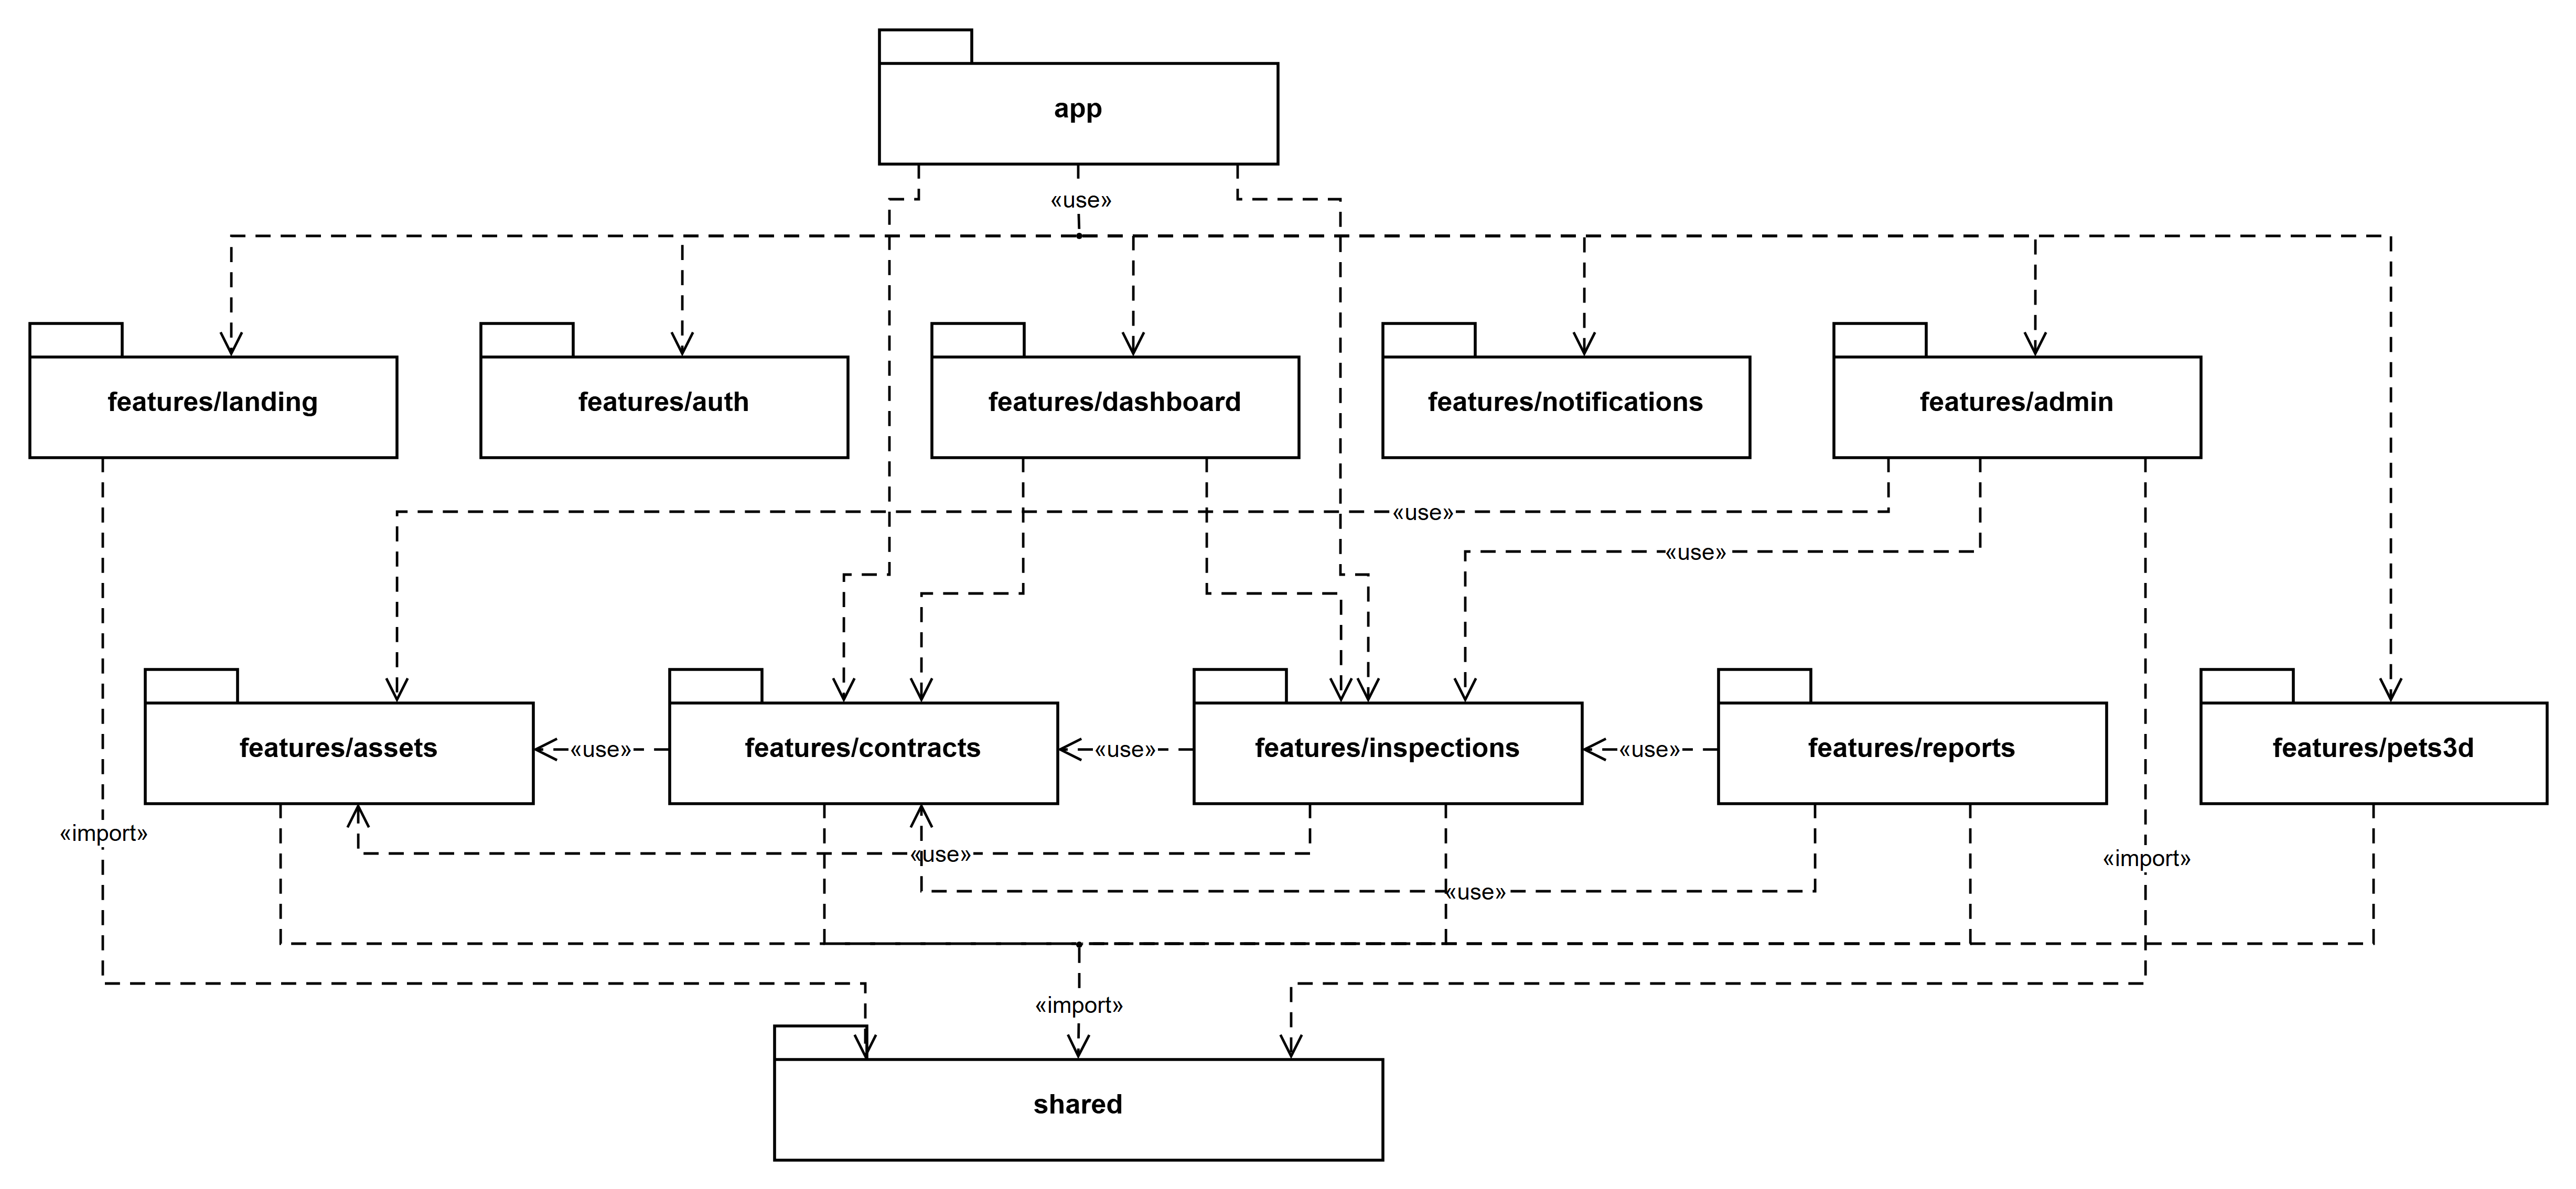 app
«use»
features/landing
features/auth
features/dashboard
features/notifications
features/admin
«use»
«use»
features/assets
«use»
features/contracts
«use»
features/inspections
«use»
features/reports
features/pets3d
«import»
«use»
«import»
«use»
«import»
shared